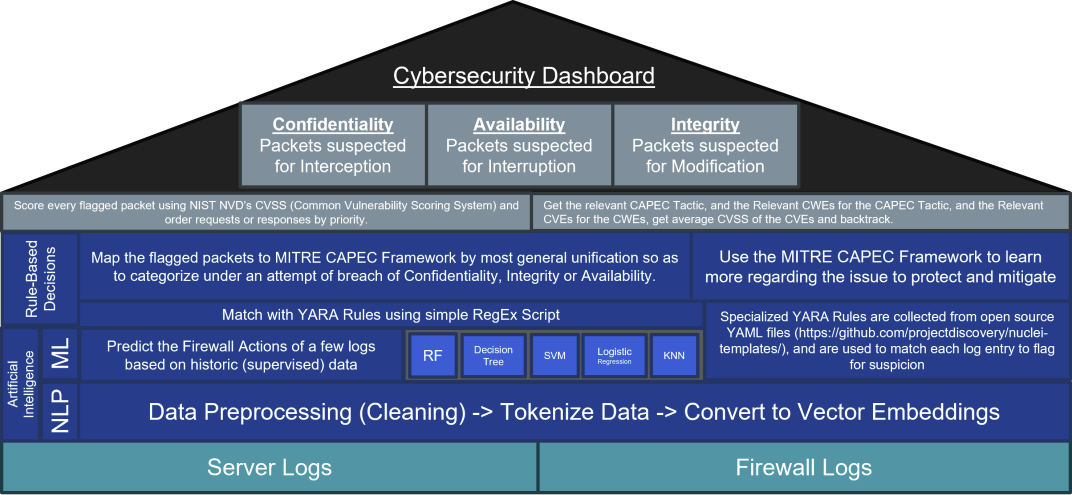 Cybersecurity Dashboard
Confidentiality
Packets suspected
for Interception
Availability
Packets suspected
for Interruption
Integrity
Packets suspected
for Modification
Score every flagged packet using NIST NVD's CVSS (Common Vulnerability Scoring System) and
order requests or responses by priority.
Get the relevant CAPEC Tactic, and the Relevant CWEs for the CAPEC Tactic, and the Relevant
CVEs for the CWEs, get average CVSS of the CVEs and backtrack.
Rule-Based
Decisions
Map the flagged packets to MITRE CAPEC Framework by most general unification so as
to categorize under an attempt of breach of Confidentiality, Integrity or Availability.
Use the MITRE CAPEC Framework to learn
more regarding the issue to protect and mitigate
Match with YARA Rules using simple RegEx Script
Specialized YARA Rules are collected from open source
YAML files (https://github.com/projectdiscovery/nuclei-
templates/), and are used to match each log entry to flag
for suspicion
Artificial
Intelligence
ML
Predict the Firewall Actions of a few logs
based on historic (supervised) data
RF
Decision
Tree
SVM
Logistic
Regression
KNN
NLP
Data Preprocessing (Cleaning) -> Tokenize Data -> Convert to Vector Embeddings
Server Logs
Firewall Logs